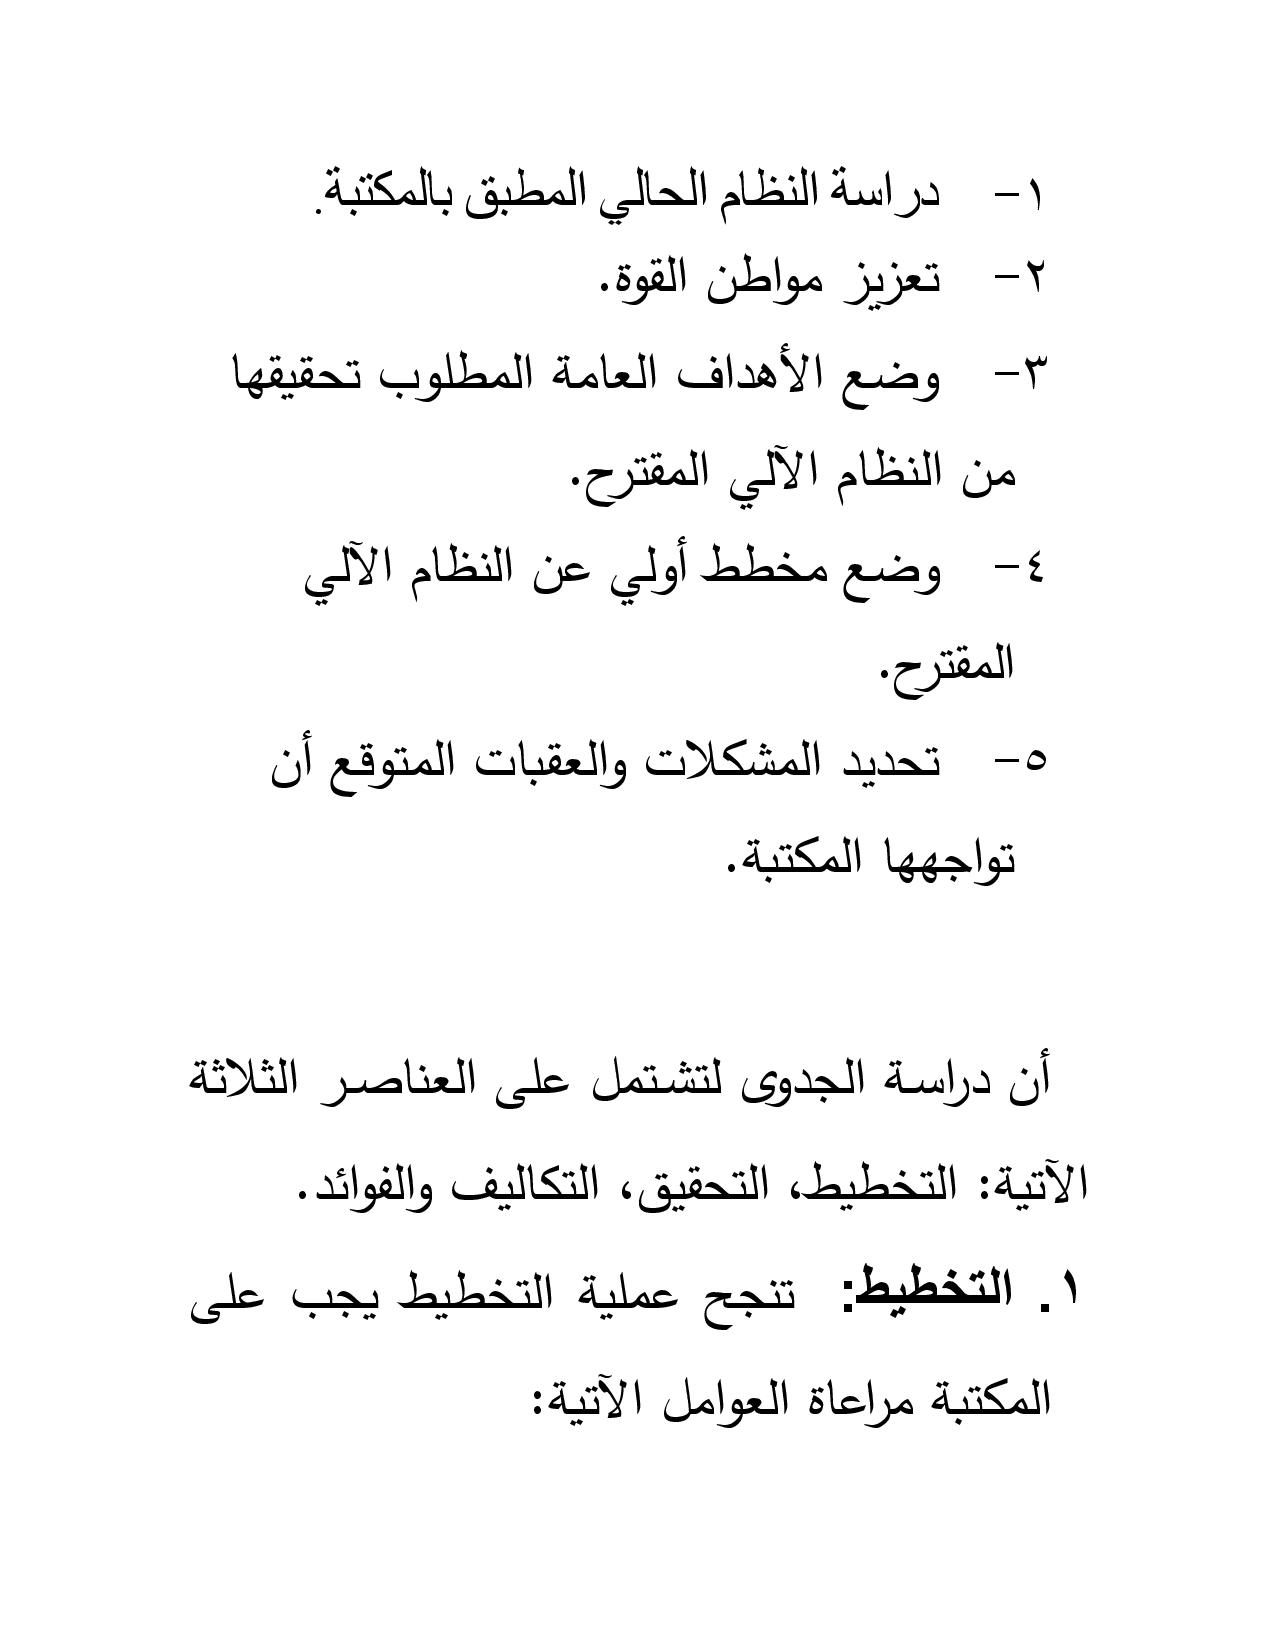 ١- دراسة النظام الحالي المطبق بالمكتبة.
٢- تعزيز مواطن القوة.
٣- وضع الأهداف العامة المطلوب تحقيقها
من النظام الآلي المقترح.
٤- وضع مخطط أولي عن النظام الآلي
المقترح.
٥- تحديد المشكلات والعقبات المتوقع أن
تواجهها المكتبة.
أن دراسة الجدوى لتشتمل على العناصر الثلاثة
الآتية: التخطيط، التحقيق، التكاليف والفوائد.
١. التخطيط: تنجح عملية التخطيط يجب على
المكتبة مراعاة العوامل الآتية: